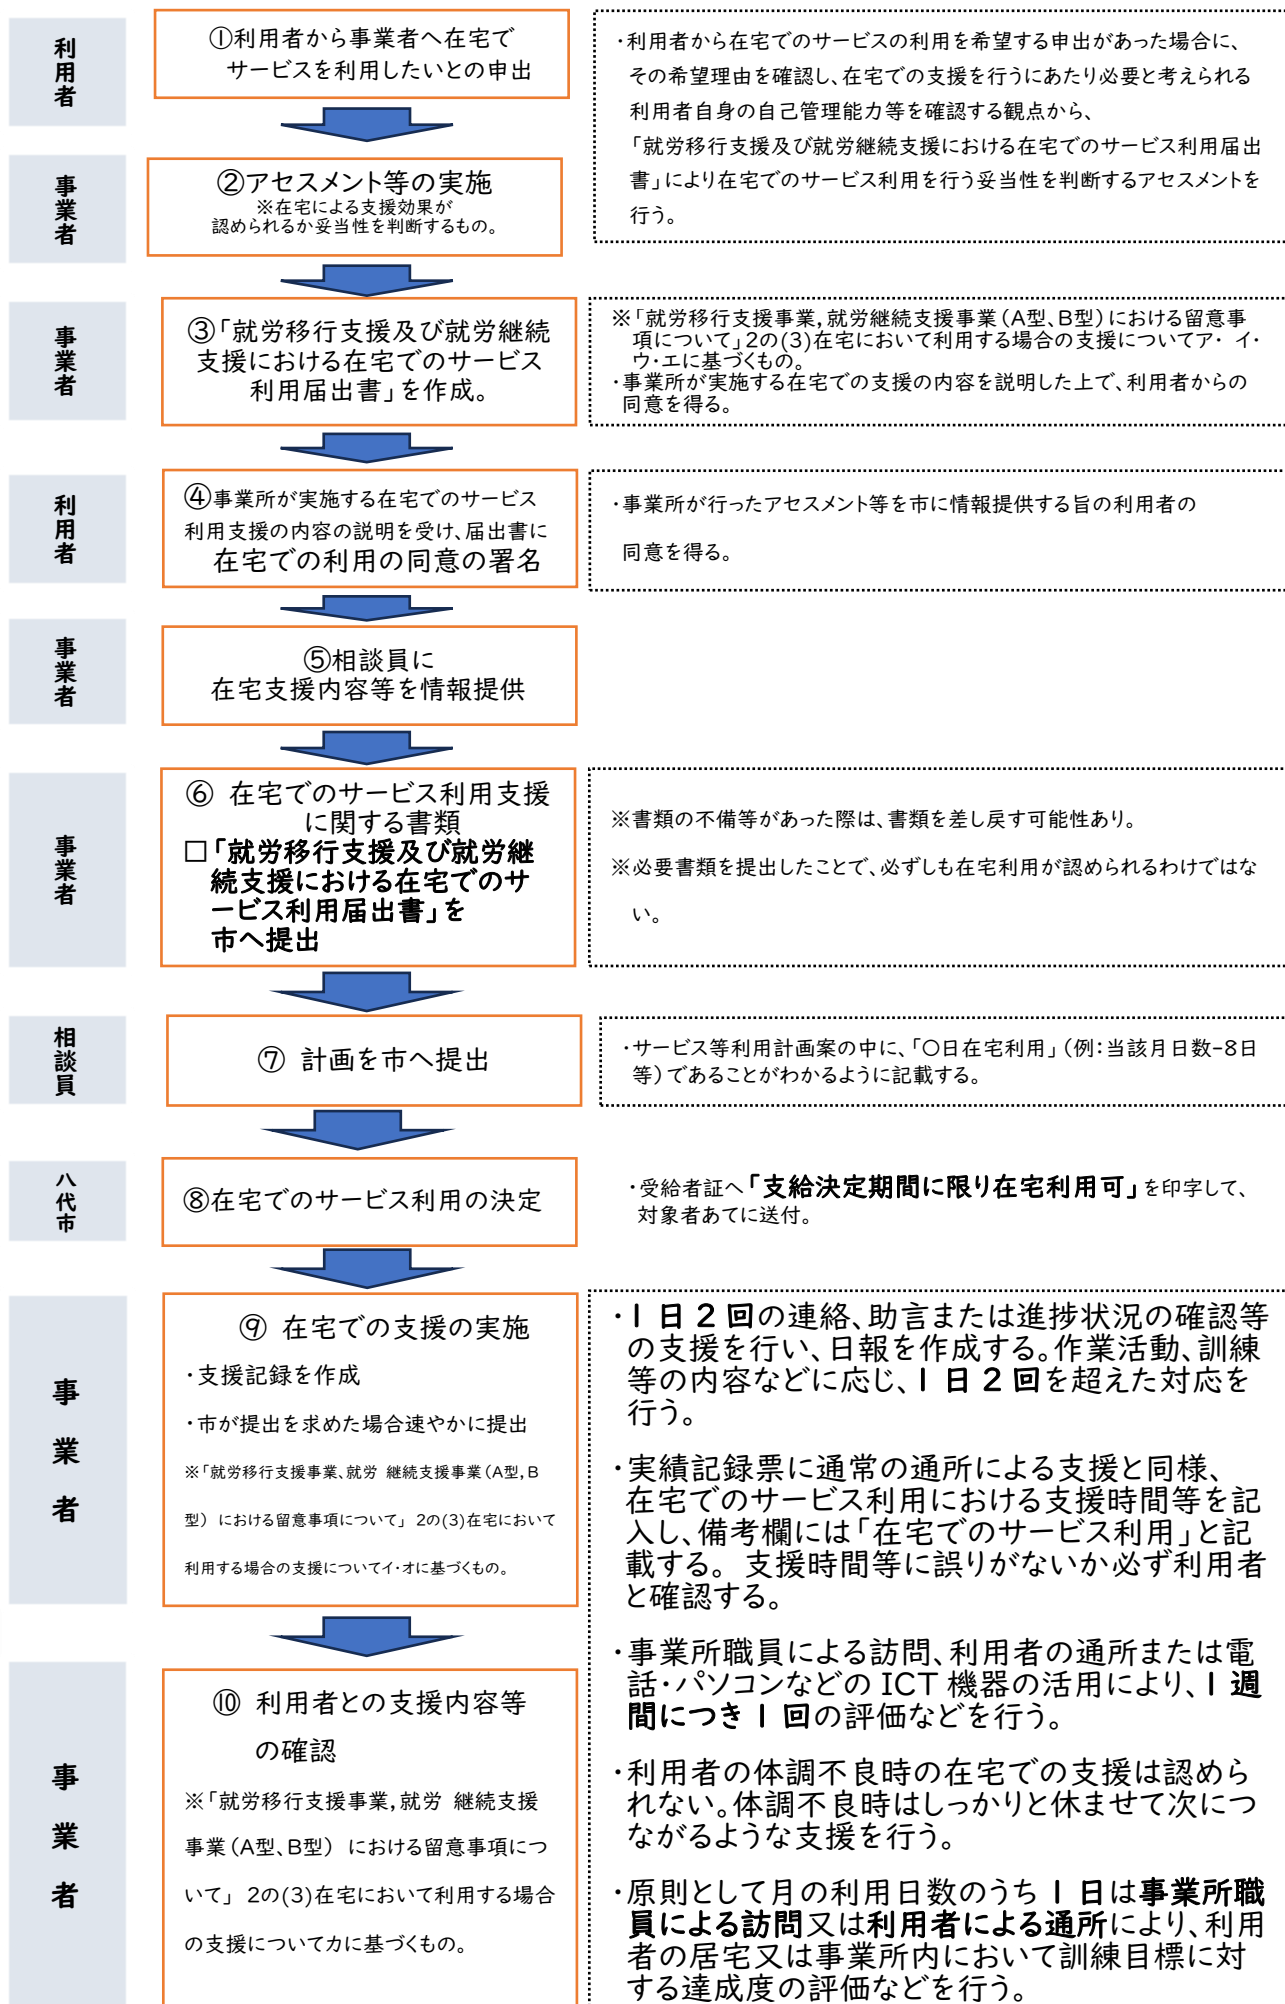 利用者
①利用者から事業者へ在宅で
サービスを利用したいとの申出
・利用者から在宅でのサービスの利用を希望する申出があった場合に、
その希望理由を確認し、在宅での支援を行うにあたり必要と考えられる
利用者自身の自己管理能力等を確認する観点から、
「就労移行支援及び就労継続支援における在宅でのサービス利用届出
書」により在宅でのサービス利用を行う妥当性を判断するアセスメントを
行う。
事業者
②アセスメント等の実施
※在宅による支援効果が
認められるか妥当性を判断するもの。
事業者
③「就労移行支援及び就労継続
支援における在宅でのサービス
利用届出書」を作成。
※「就労移行支援事業,就労継続支援事業(A型、B型)における留意事
項について」2の(3)在宅において利用する場合の支援についてア・ イ・
ウ・エに基づくもの。
・事業所が実施する在宅での支援の内容を説明した上で、利用者からの
同意を得る。
利用者
④事業所が実施する在宅でのサービス
利用支援の内容の説明を受け、届出書に
在宅での利用の同意の署名
・事業所が行ったアセスメント等を市に情報提供する旨の利用者の
同意を得る。
事業者
⑤相談員に
在宅支援内容等を情報提供
事業者
⑥ 在宅でのサービス利用支援
に関する書類
□「就労移行支援及び就労継
続支援における在宅でのサ
ービス利用届出書」を
市へ提出
※書類の不備等があった際は、書類を差し戻す可能性あり。
※必要書類を提出したことで、必ずしも在宅利用が認められるわけではな
い。
相談員
⑦ 計画を市へ提出
・サービス等利用計画案の中に、「〇日在宅利用」(例:当該月日数-8日
等)であることがわかるように記載する。
八代市
⑧在宅でのサービス利用の決定
・受給者証へ「支給決定期間に限り在宅利用可」を印字して、
対象者あてに送付。
事業者
⑨ 在宅での支援の実施
・支援記録を作成
・市が提出を求めた場合速やかに提出
※「就労移行支援事業、就労 継続支援事業(A型,B
型) における留意事項について」 2の(3)在宅において
利用する場合の支援についてイ・オに基づくもの。
・1日2回の連絡、助言または進捗状況の確認等
の支援を行い、日報を作成する。作業活動、訓練
等の内容などに応じ、1日2回を超えた対応を
行う。
・実績記録票に通常の通所による支援と同様、
在宅でのサービス利用における支援時間等を記
入し、備考欄には「在宅でのサービス利用」と記
載する。 支援時間等に誤りがないか必ず利用者
と確認する。
・事業所職員による訪問、利用者の通所または電
話・パソコンなどの ICT 機器の活用により、1週
間につき1回の評価などを行う。
・利用者の体調不良時の在宅での支援は認めら
れない。体調不良時はしっかりと休ませて次につ
ながるような支援を行う。
・原則として月の利用日数のうち1日は事業所職
員による訪問又は利用者による通所により、利用
者の居宅又は事業所内において訓練目標に対
する達成度の評価などを行う。
事業者
⑩ 利用者との支援内容等
の確認
※「就労移行支援事業,就労 継続支援
事業(A型、B型) における留意事項につ
いて」 2の(3)在宅において利用する場合
の支援についてカに基づくもの。